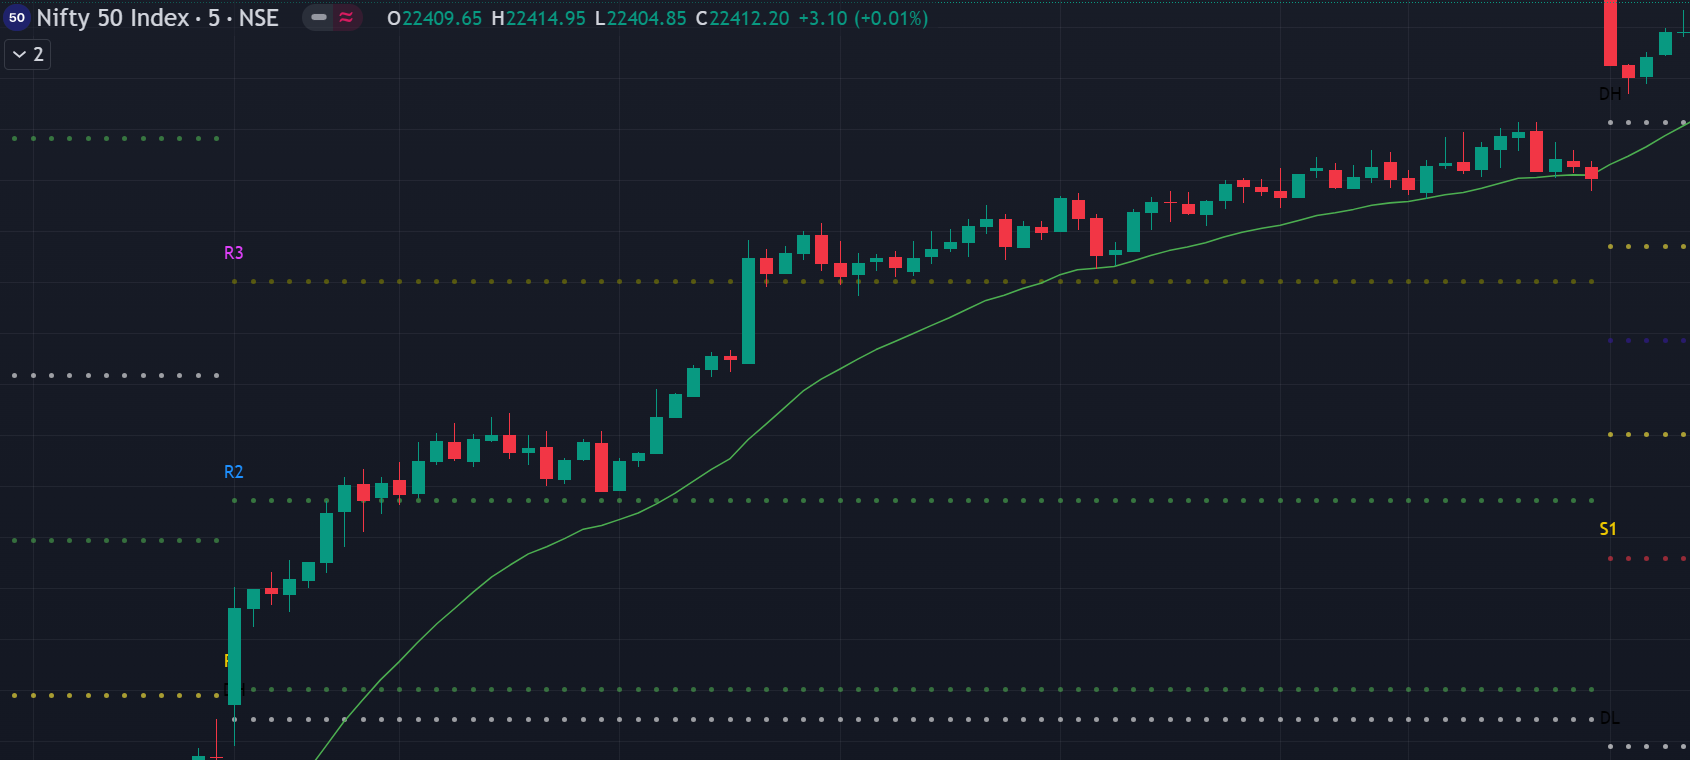 50 Nifty 50 Index · 5 · NSE O22409.65 H22414.95 L22404.85 C22412.20 +3.10 (+0.01%)
2
DH
R3
R2
S1
DL